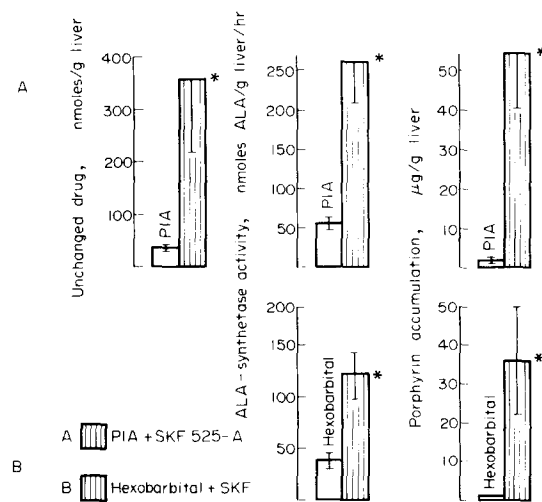 A
Unchanged drug, nmoles/g liver
400
300
200
100
PIA
*
ALA-synthetase activity, nmoles ALA/g liver/hr
250
200
150
100
50
PIA
*
Porphyrin accumulation, µg/g liver
50
40
30
20
10
PIA
*
200
150
100
50
Hexobarbital
*
50
40
30
20
10
Hexobarbital
*
A PIA + SKF 525-A
B
B Hexobarbital + SKF